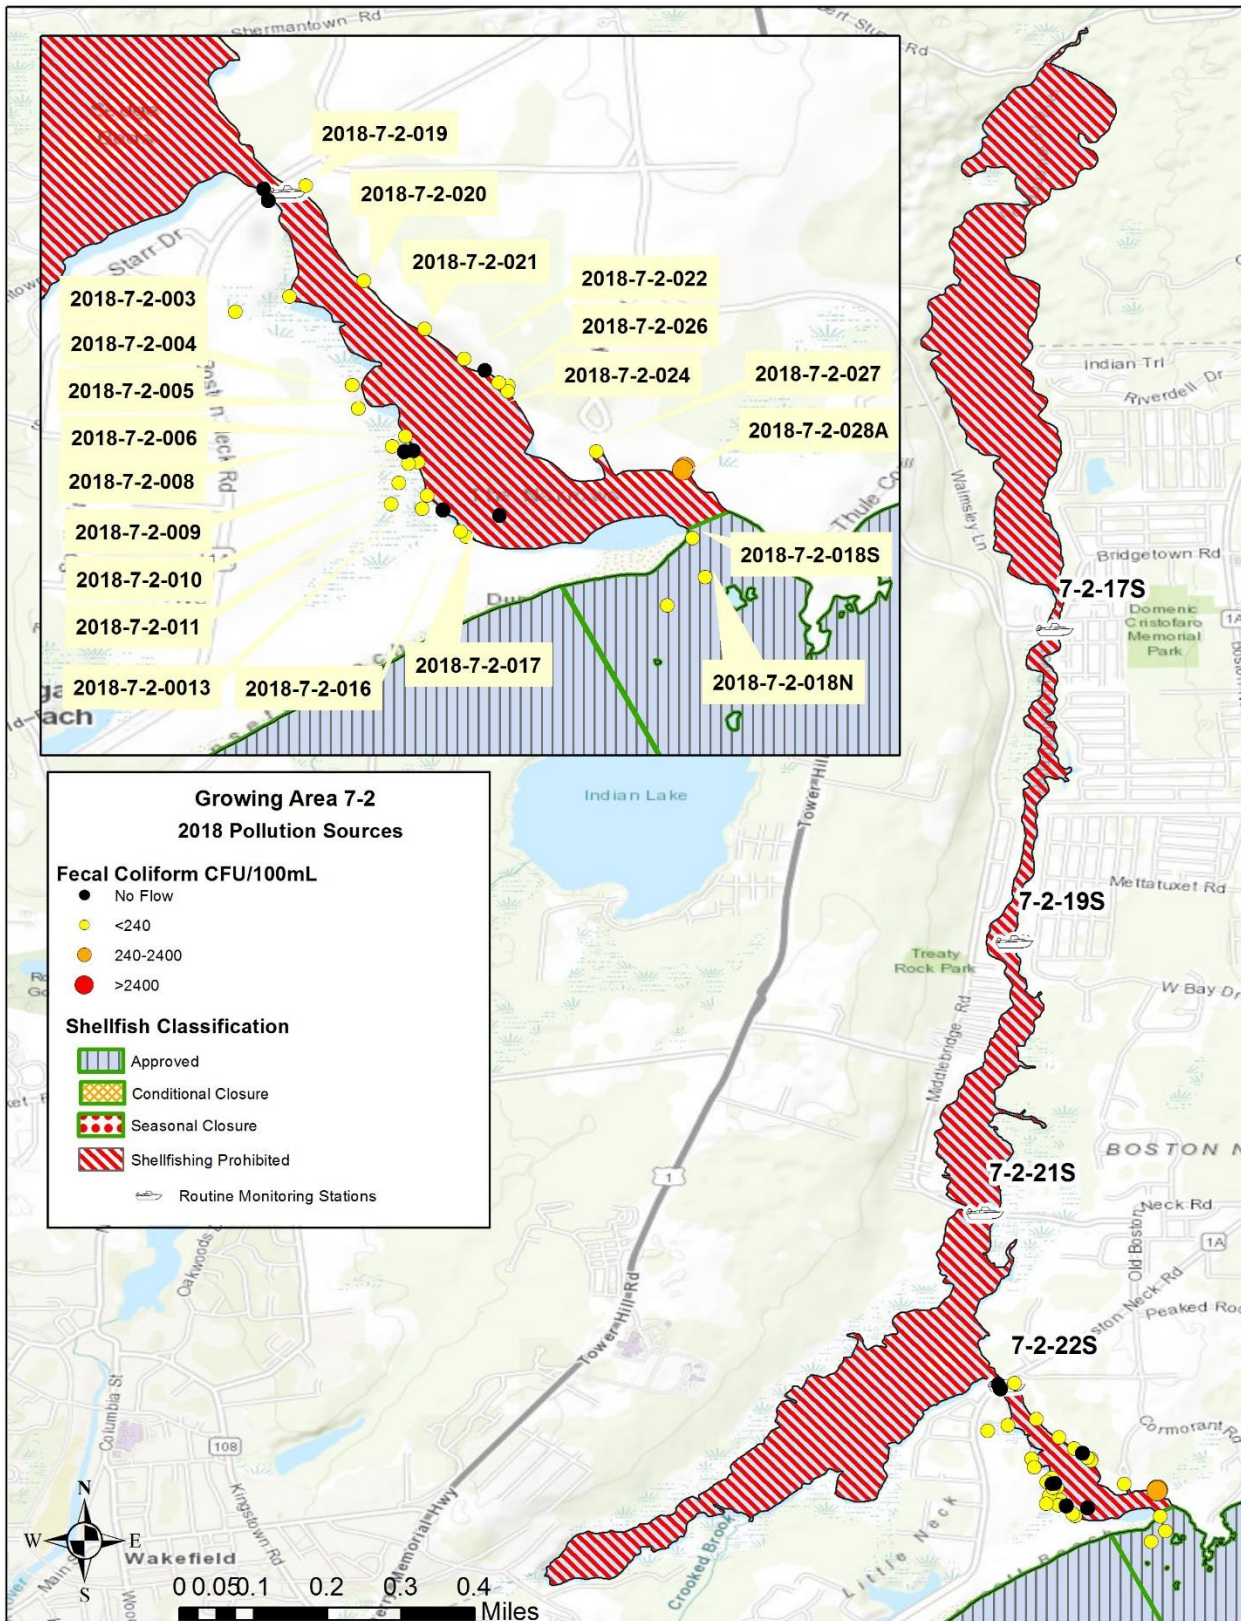 Shermantown Rd
2018-7-2-019
2018-7-2-020
2018-7-2-021
2018-7-2-022
2018-7-2-026
2018-7-2-024
2018-7-2-027
2018-7-2-028A
Starr Dr
2018-7-2-003
2018-7-2-004
2018-7-2-005
2018-7-2-006
2018-7-2-008
2018-7-2-009
2018-7-2-010
2018-7-2-011
2018-7-2-0013
2018-7-2-016
2018-7-2-017
2018-7-2-018S
2018-7-2-018N
Growing Area 7-2
2018 Pollution Sources
Fecal Coliform CFU/100mL
No Flow
<240
240-2400
>2400
Shellfish Classification
Approved
Conditional Closure
Seasonal Closure
Shellfishing Prohibited
Routine Monitoring Stations
Indian Lake
Tower Hill
Indian Trl
Riverdell Dr
Walmsley Ln
Bridgetown Rd
7-2-17S
Domenic
Cristofaro
Memorial
Park
1A
Mettatuxet Rd
7-2-19S
Treaty
Rock Park
W Bay Dr
Middlebridge Rd
BOSTON N
7-2-21S
1
Neck Rd
1A
Old Boston
ston Neck Rd
Peaked Roc
7-2-22S
Tower Hill Rd
Cormorant Rd
Oakwoods
Columbia St
108
Kingstown Rd
Memorial Hwy
Crooked Brook
Little Neck
N
W E
S
Wakefield
Main S
River
0 0.05 0.1 0.2 0.3 0.4
Miles